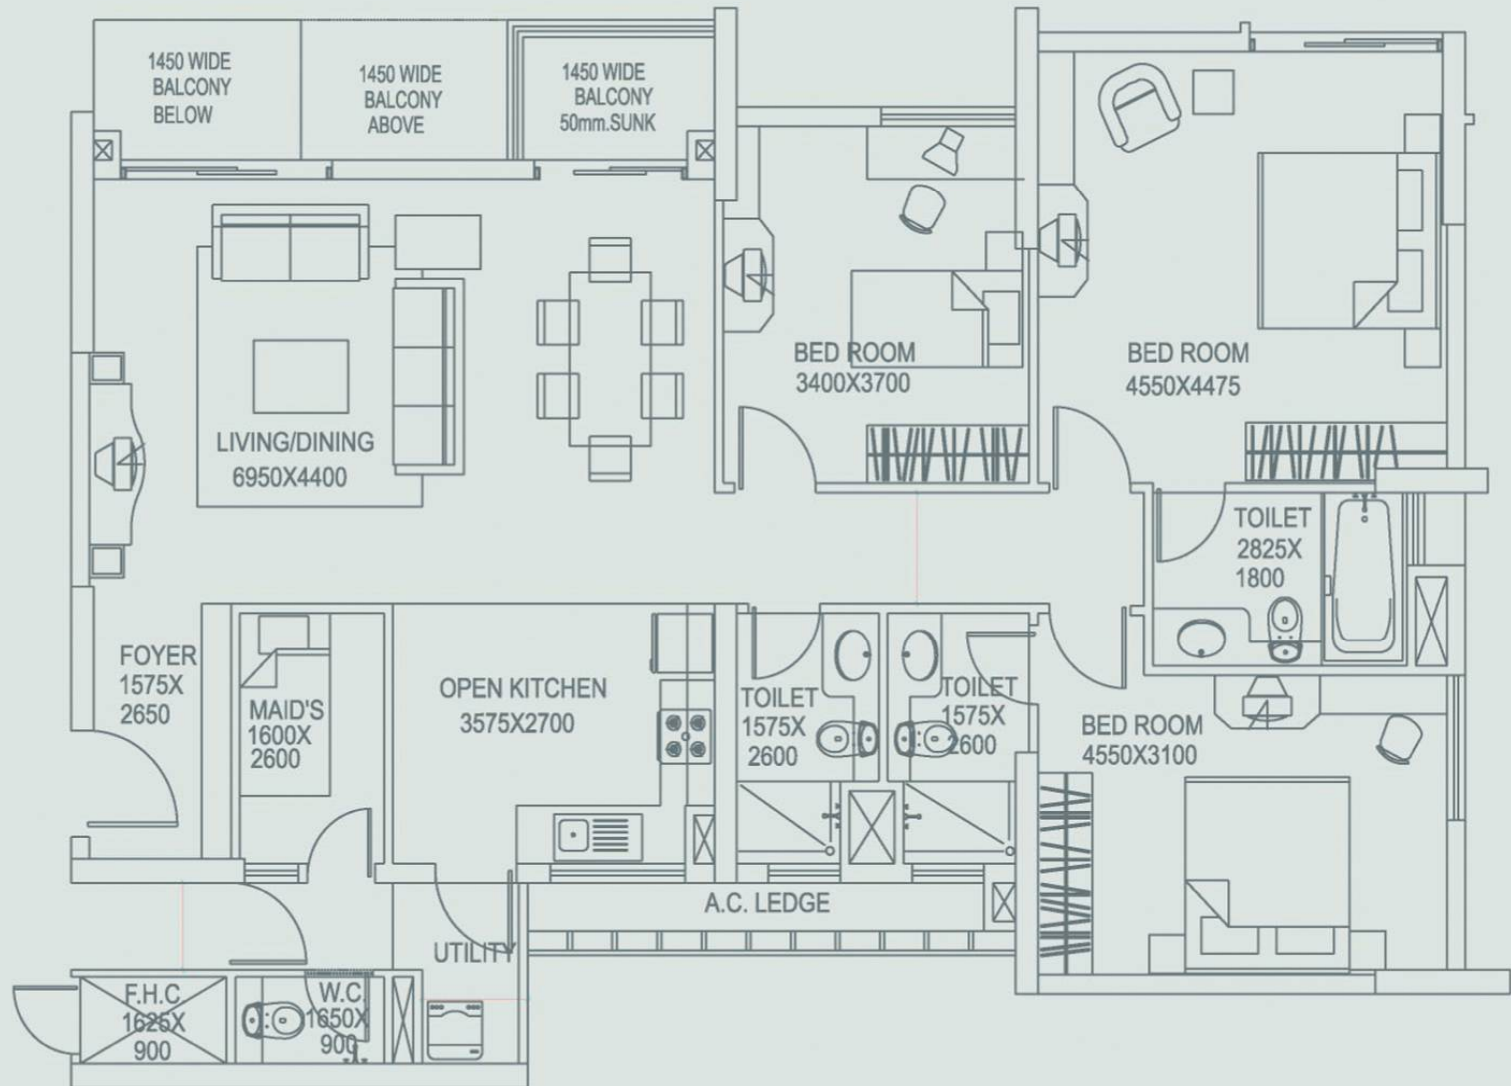 1450 WIDE
BALCONY
BELOW
1450 WIDE
BALCONY
ABOVE
1450 WIDE
BALCONY
50mm.SUNK
LIVING/DINING
6950X4400
BED ROOM
3400X3700
BED ROOM
4550X4475
TOILET
2825X
1800
FOYER
1575X
2650
MAID'S
1600X
2600
OPEN KITCHEN
3575X2700
TOILET
1575X
2600
TOILET
1575X
2600
BED ROOM
4550X3100
A.C. LEDGE
UTILITY
F.H.C.
1625X
900
W.C.
1650X
900